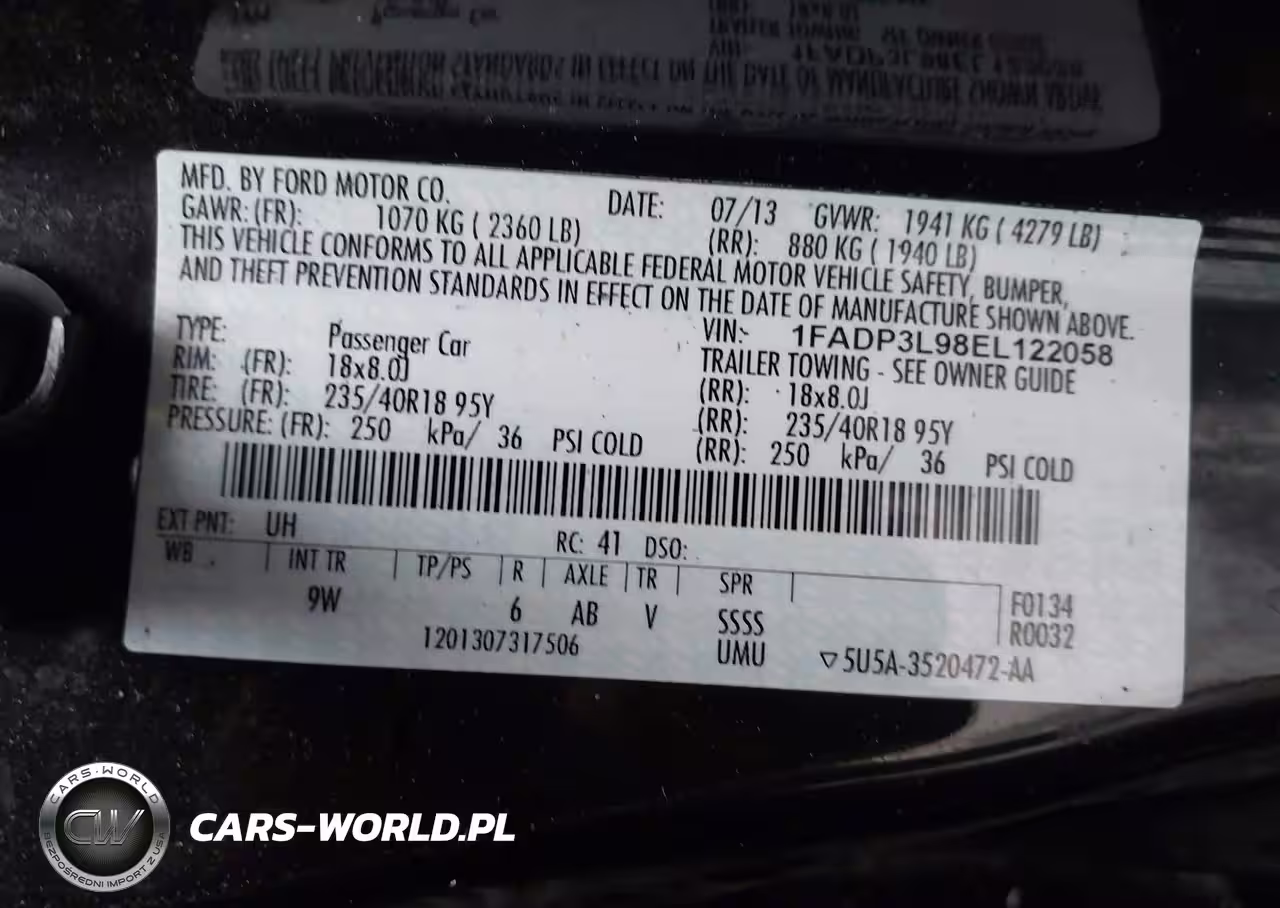 MFD. BY FORD MOTOR CO. DATE: 07/13 GVWR: 1941 KG ( 4279 LB)
GAWR: (FR): 1070 KG ( 2360 LB) (RR): 880 KG ( 1940 LB)
THIS VEHICLE CONFORMS TO ALL APPLICABLE FEDERAL MOTOR VEHICLE SAFETY, BUMPER,
AND THEFT PREVENTION STANDARDS IN EFFECT ON THE DATE OF MANUFACTURE SHOWN ABOVE.
TYPE: Passenger Car VIN: 1FADP3L98EL122058
TRAILER TOWING - SEE OWNER GUIDE
RIM: (FR): 18x8.0J (RR): 18x8.0J
TIRE: (FR): 235/40R18 95Y (RR): 235/40R18 95Y
PRESSURE: (FR): 250 kPa/ 36 PSI COLD (RR): 250 kPa/ 36 PSI COLD
EXT PNT: UH RC: 41 DSO:
WB INT TR TP/PS R AXLE TR SPR
9W 6 AB V SSSS F0134
R0032
1201307317506 UMU ▽5U5A-3520472-AA
CARS-WORLD
CW
BEZPOŚREDNI IMPORT Z USA
CARS-WORLD.PL